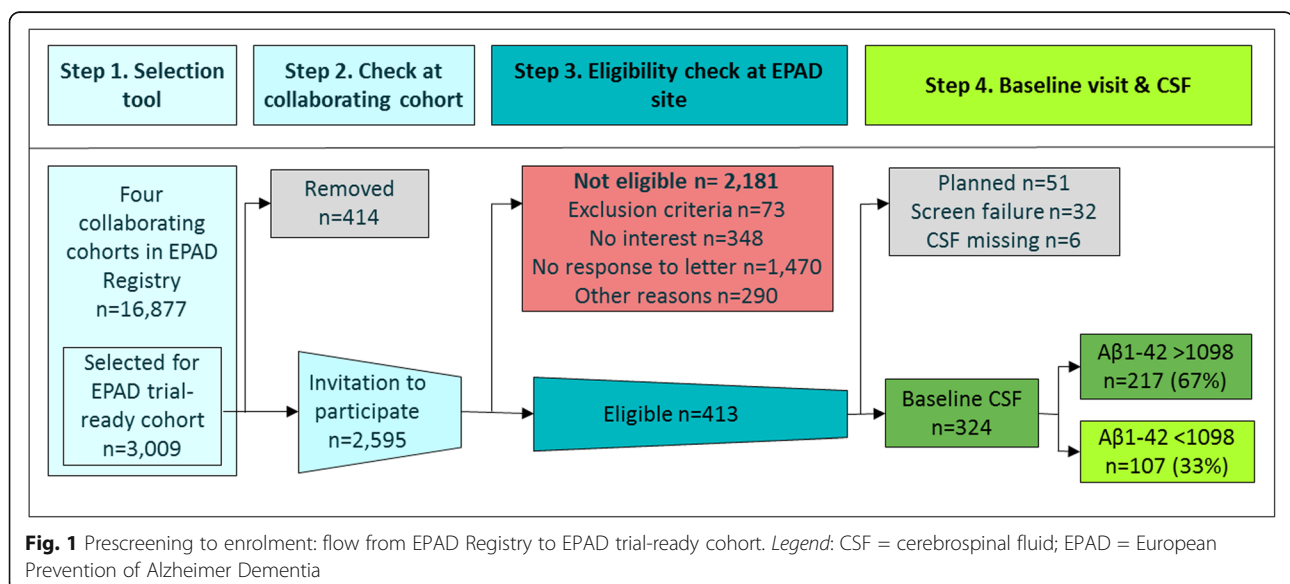 Step 1. Selection
tool
Step 2. Check at
collaborating cohort
Step 3. Eligibility check at EPAD
site
Step 4. Baseline visit & CSF
Four
collaborating
cohorts in EPAD
Registry
n=16,877
Selected for
EPAD trial-
ready cohort
n=3,009
Removed
n=414
Invitation to
participate
n=2,595
Not eligible n= 2,181
Exclusion criteria n=73
No interest n=348
No response to letter n=1,470
Other reasons n=290
Eligible n=413
Planned n=51
Screen failure n=32
CSF missing n=6
Baseline CSF
n=324
Aβ1-42 >1098
n=217 (67%)
Aβ1-42 <1098
n=107 (33%)
Fig. 1 Prescreening to enrolment: flow from EPAD Registry to EPAD trial-ready cohort. Legend: CSF = cerebrospinal fluid; EPAD = European
Prevention of Alzheimer Dementia